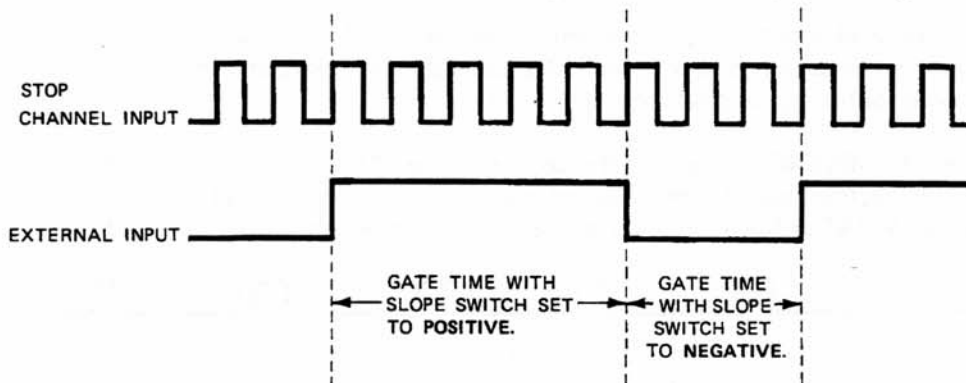 STOP
CHANNEL INPUT
EXTERNAL INPUT
GATE TIME WITH
SLOPE SWITCH SET
TO POSITIVE.
GATE TIME
WITH SLOPE
SWITCH SET
TO NEGATIVE.